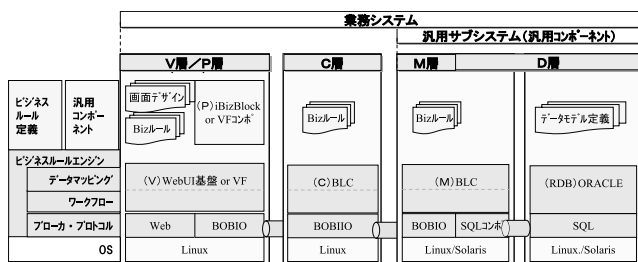 業務システム
汎用サブシステム(汎用コンポーネント)
V層/P層
C層
M層
D層
ビジネス
ルール
定義
汎用
コンポー
ネント
画面デザイン
Bizルール
(P)iBizBlock
or VFコンポ
Bizルール
Bizルール
データモデル定義
ビジネスルールエンジン
データマッピング
ワークフロー
(V)WebUI基盤 or VF
(C)BLC
(M)BLC
(RDB)ORACLE
ブローカ・プロトコル
Web
BOBIO
BOBIIO
BOBIO
SQLコンポ
SQL
OS
Linux
Linux
Linux/Solaris
Linux./Solaris